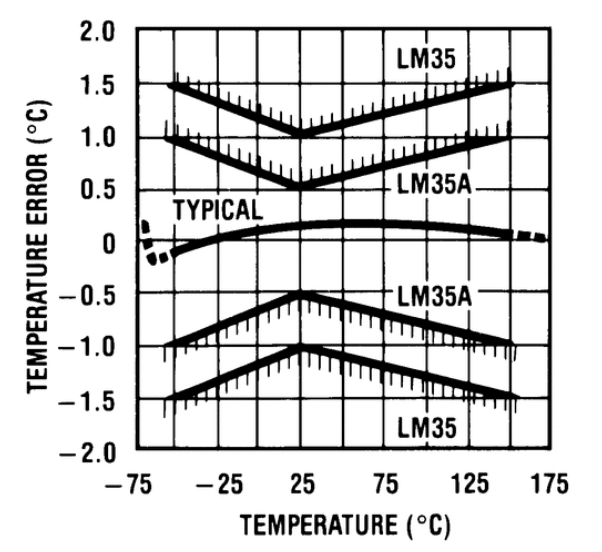 2.0
1.5
1.0
0.5
0
−0.5
−1.0
−1.5
−2.0
TEMPERATURE ERROR (°C)
LM35
LM35A
TYPICAL
LM35A
LM35
−75 −25 25 75 125 175
TEMPERATURE (°C)